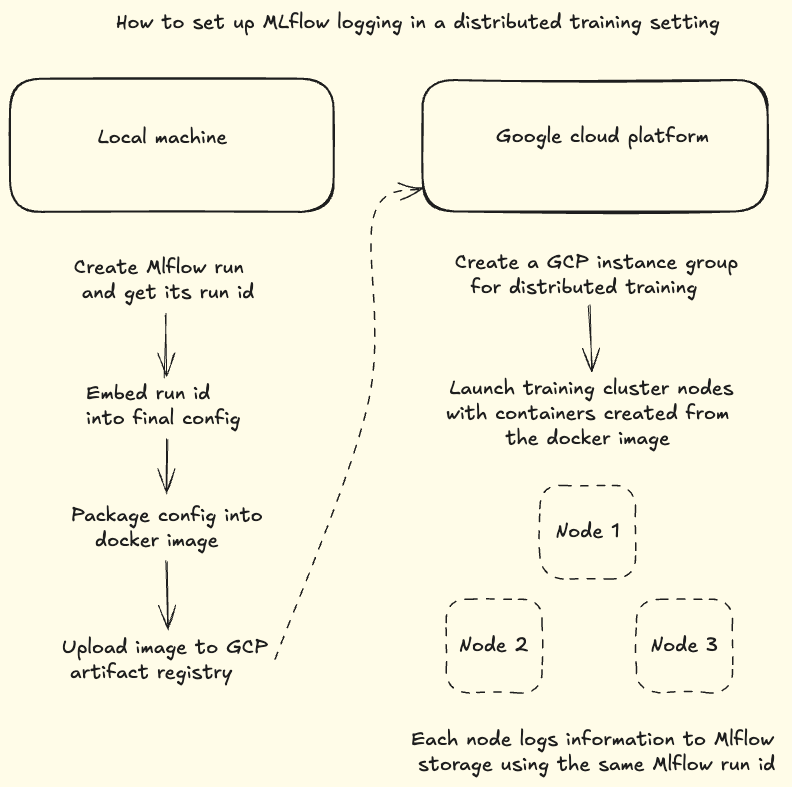 How to set up MLflow logging in a distributed training setting
Local machine
Create Mlflow run
and get its run id
Embed run id
into final config
Package config into
docker image
Upload image to GCP
artifact registry
Google cloud platform
Create a GCP instance group
for distributed training
Launch training cluster nodes
with containers created from
the docker image
Node 1
Node 2
Node 3
Each node logs information to Mlflow
storage using the same Mlflow run id